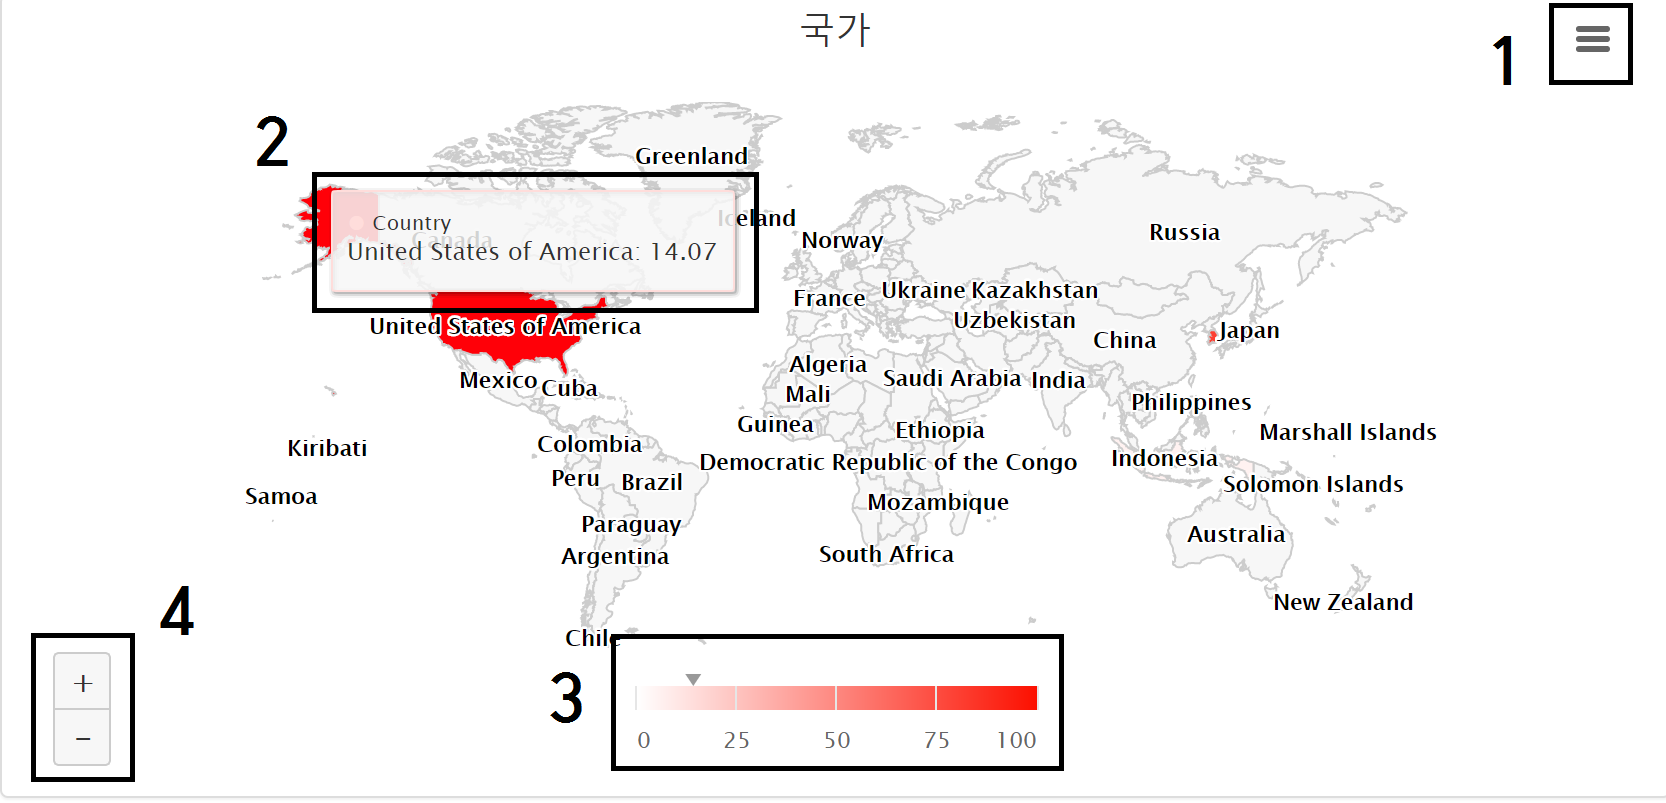 국가
1
2
Greenland
Iceland
Country
Canada
United States of America: 14.07
Norway
Russia
France
Ukraine
Kazakhstan
Uzbekistan
United States of America
China
Japan
Algeria
Mexico
Cuba
Mali
Saudi Arabia
India
Philippines
Guinea
Ethiopia
Marshall Islands
Kiribati
Colombia
Democratic Republic of the Congo
Indonesia
Peru
Brazil
Solomon Islands
Samoa
Mozambique
Paraguay
Australia
Argentina
South Africa
New Zealand
4
Chile
+
−
3
0 25 50 75 100